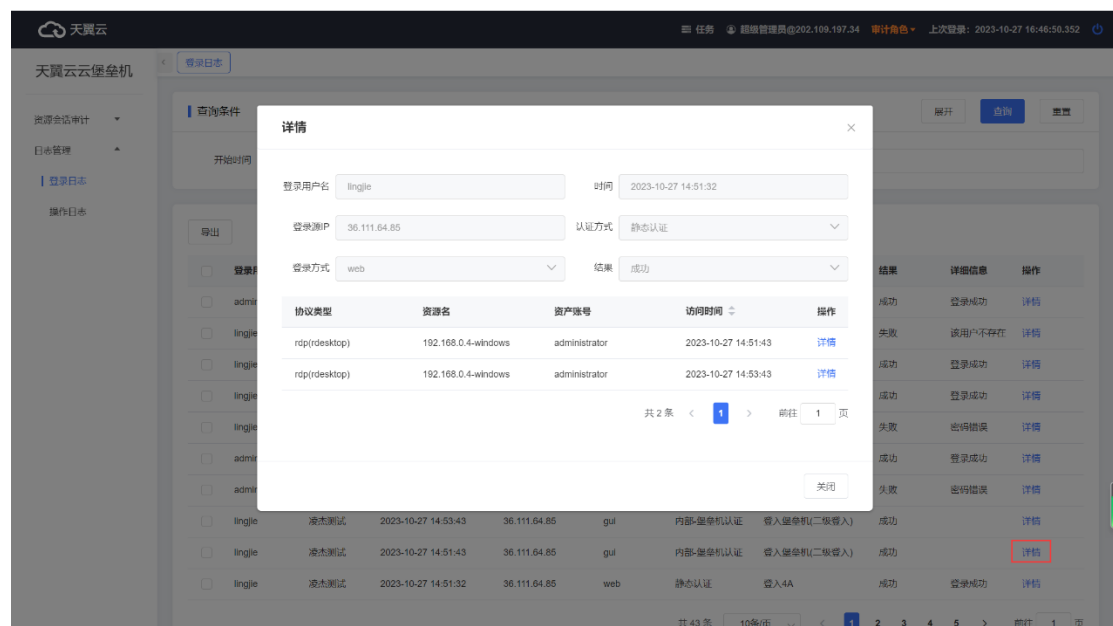 天翼云
任务 超级管理员@202.109.197.34 审计角色 上次登录：2023-10-27 16:46:50.352
天翼云云堡垒机
登录日志
资源会话审计
日志管理
登录日志
操作日志
查询条件
展开 查询 重置
开始时间
导出
详情
登录用户名 lingjie 时间 2023-10-27 14:51:32
登录源IP 36.111.64.85 认证方式 静态认证
登录方式 web 结果 成功
协议类型 资源名 资产账号 访问时间 操作
rdp(rdesktop) 192.168.0.4-windows administrator 2023-10-27 14:51:43 详情
rdp(rdesktop) 192.168.0.4-windows administrator 2023-10-27 14:53:43 详情
共 2 条 1 前往 1 页
关闭
结果 详细信息 操作
admin 成功 登录成功 详情
lingjie 失败 该用户不存在 详情
lingjie 成功 登录成功 详情
lingjie 成功 登录成功 详情
lingjie 失败 密码错误 详情
admin 成功 登录成功 详情
admin 失败 密码错误 详情
lingjie 凌杰测试 2023-10-27 14:53:43 36.111.64.85 gui 内部-堡垒机认证 登入堡垒机(二级登入) 成功 详情
lingjie 凌杰测试 2023-10-27 14:51:43 36.111.64.85 gui 内部-堡垒机认证 登入堡垒机(二级登入) 成功 详情
lingjie 凌杰测试 2023-10-27 14:51:32 36.111.64.85 web 静态认证 登入4A 成功 登录成功 详情
共 43 条 10条/页 1 2 3 4 5 前往 1 页